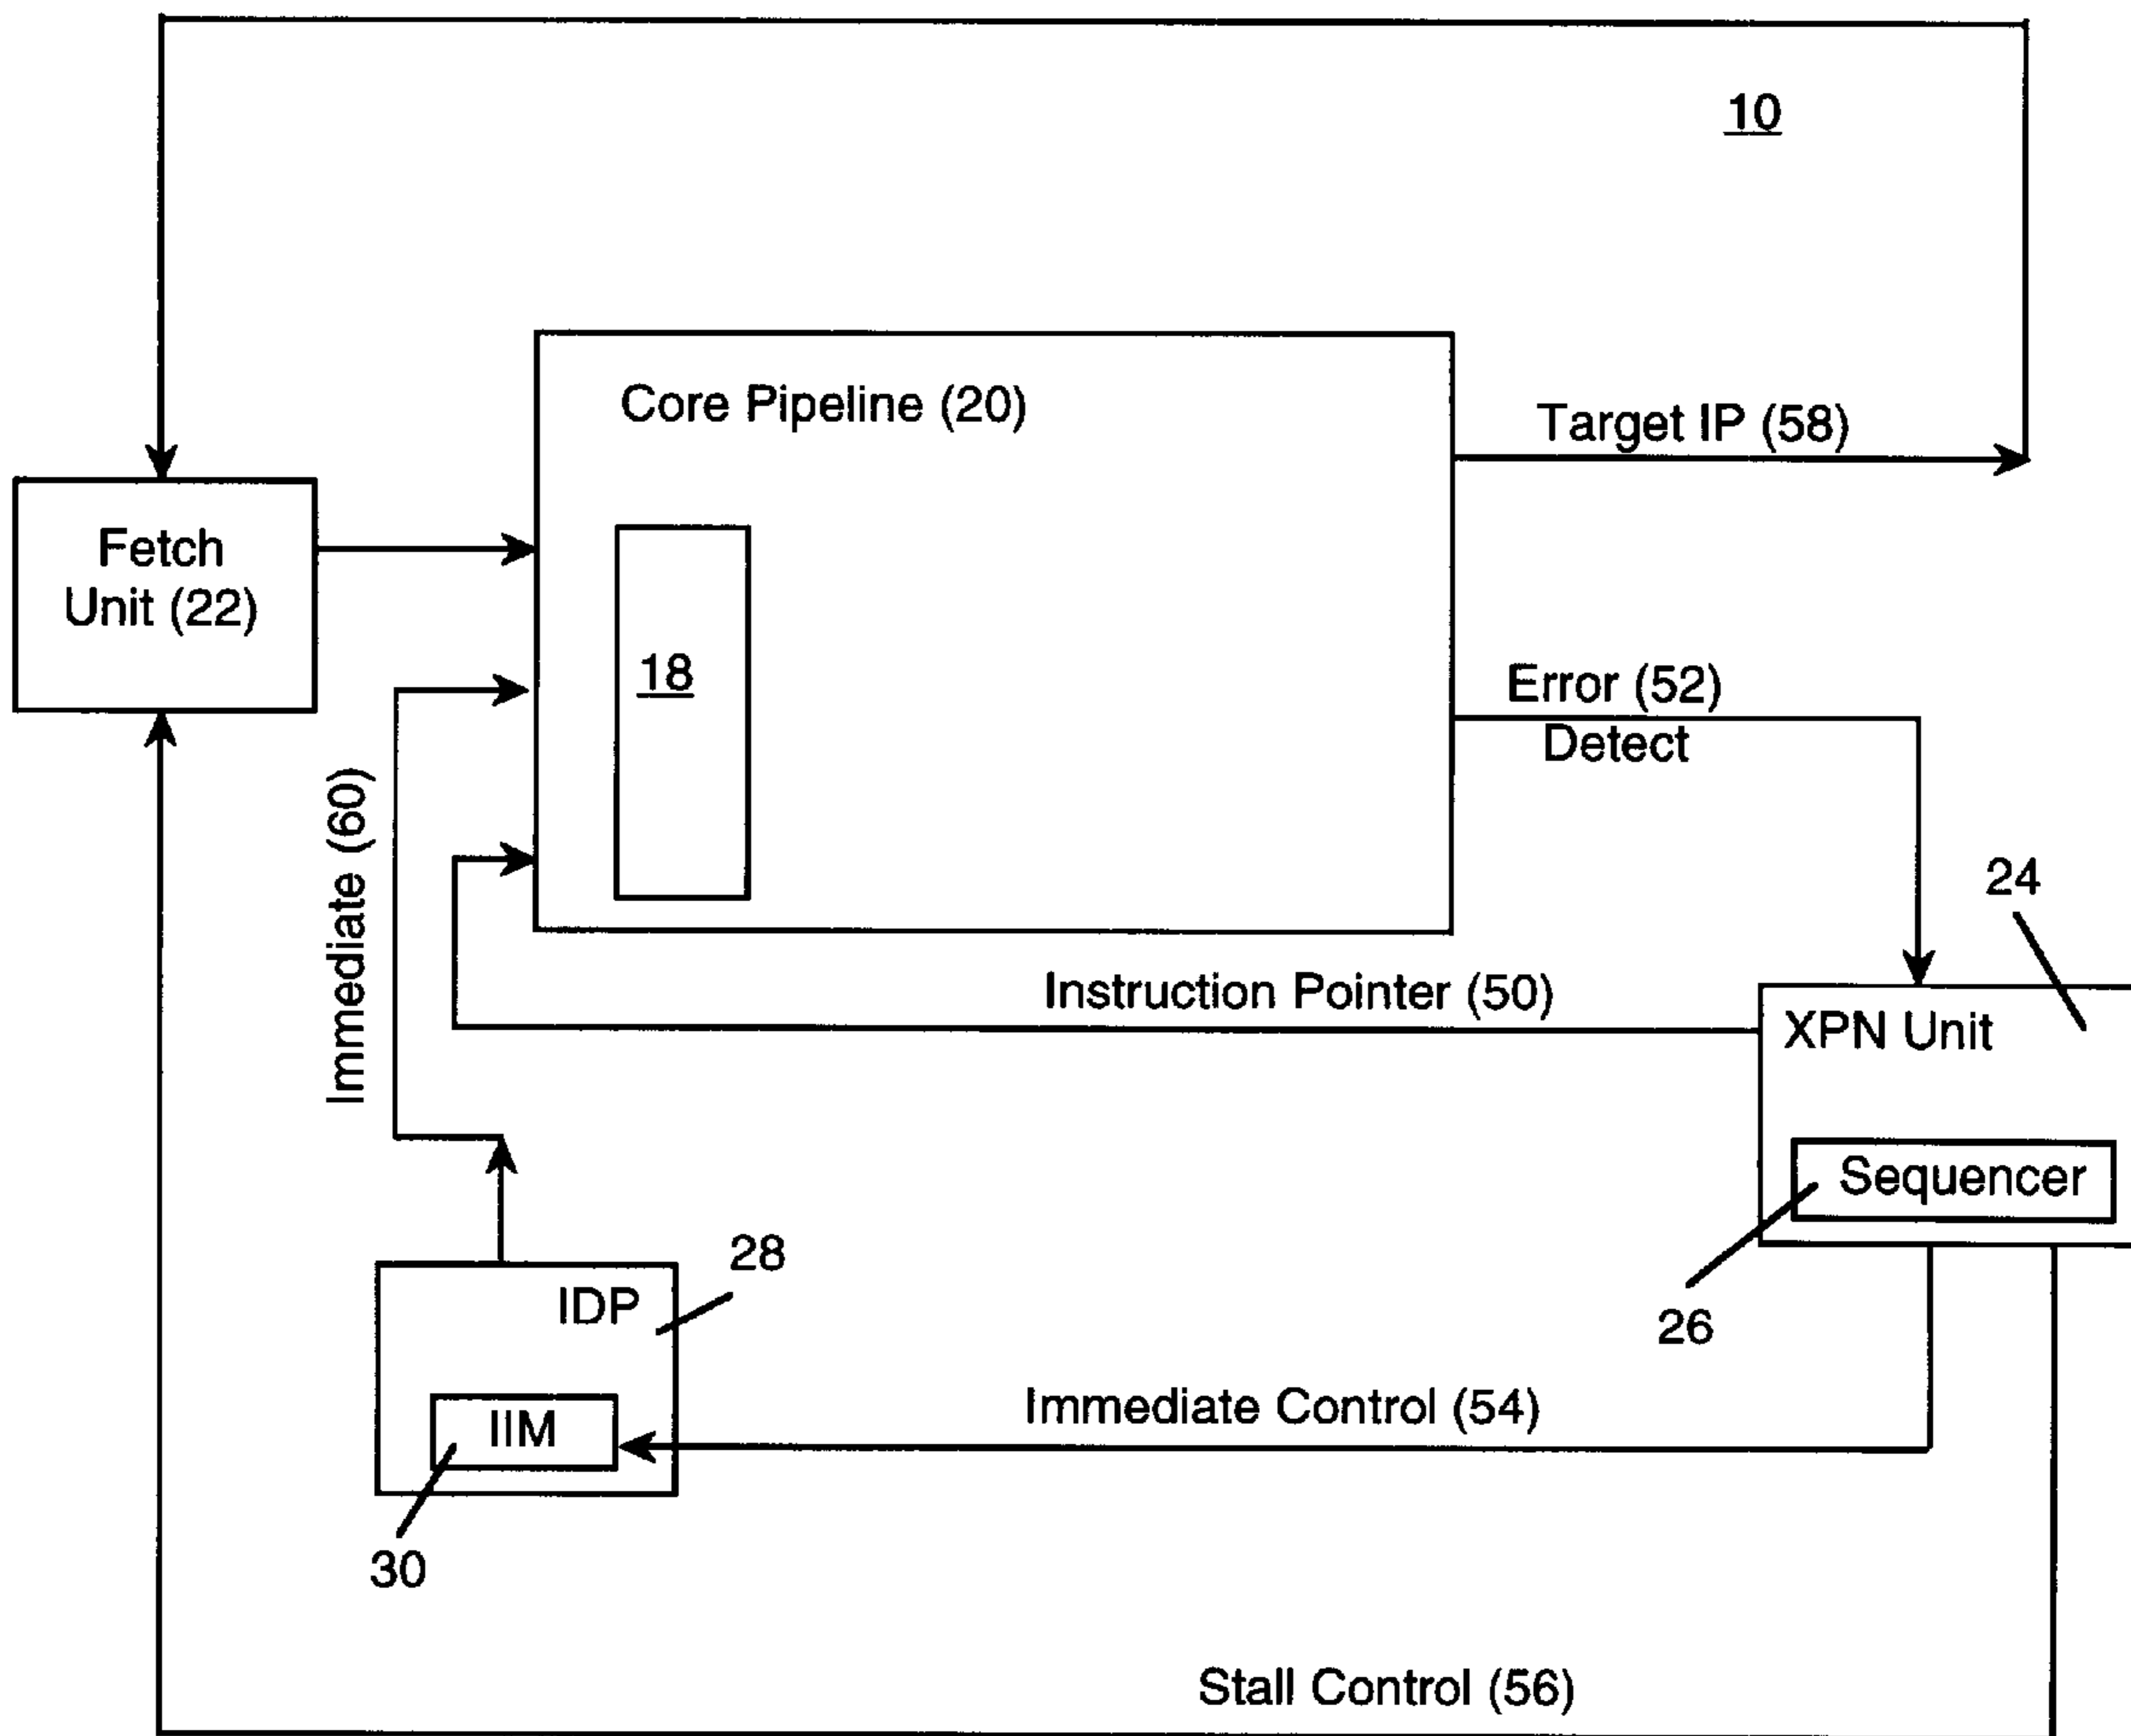 10
Core Pipeline (20)
Target IP (58)
Fetch
Unit (22)
18
Error (52)
Detect
Immediate (60)
24
Instruction Pointer (50)
XPN Unit
Sequencer
28
IDP
26
Immediate Control (54)
IIM
30
Stall Control (56)